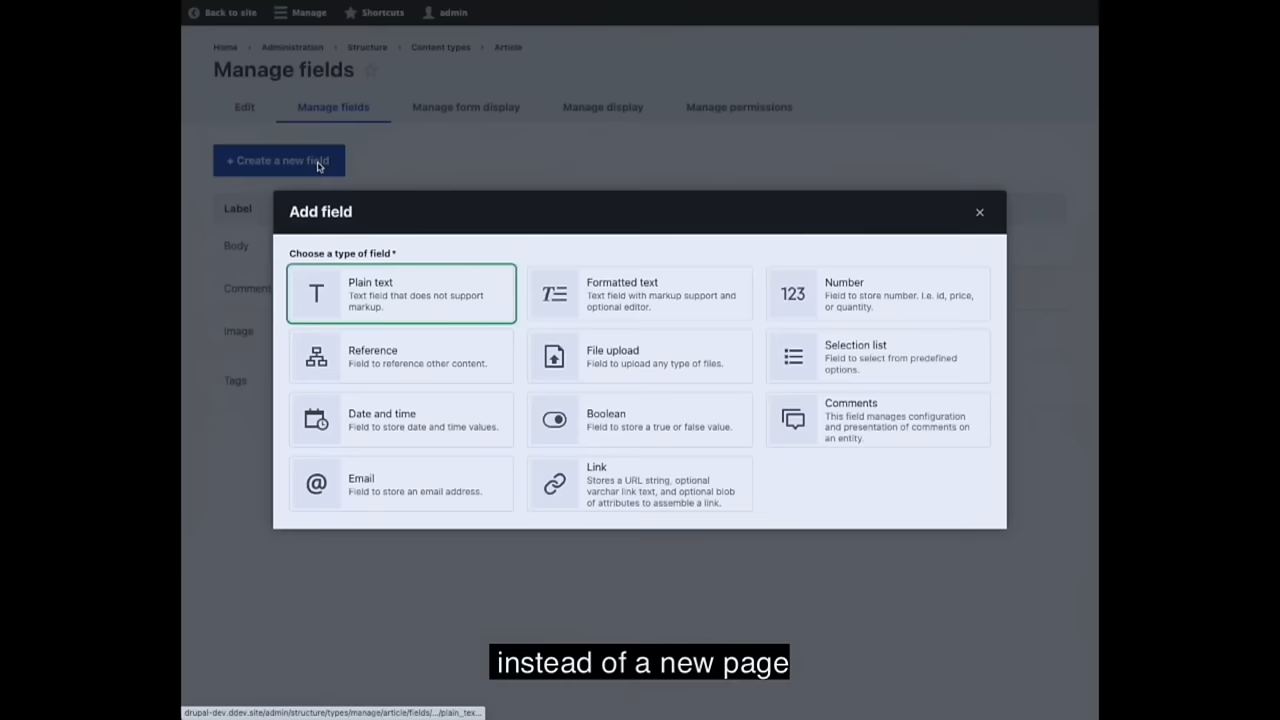 Back to site
Manage
Shortcuts
admin
Home › Administration › Structure › Content types › Article
Manage fields
Edit
Manage fields
Manage form display
Manage display
Manage permissions
+ Create a new field
Label
Body
Comment
Image
Tags
Add field
Choose a type of field*
T
Plain text
Text field that does not support
markup.
Formatted text
Text field with markup support and
optional editor.
123
Number
Field to store number. I.e. id, price,
or quantity.
Reference
Field to reference other content.
File upload
Field to upload any type of files.
Selection list
Field to select from predefined
options.
Date and time
Field to store date and time values.
Boolean
Field to store a true or false value.
Comments
This field manages configuration
and presentation of comments on
an entity.
@
Email
Field to store an email address.
Link
Stores a URL string, optional
varchar link text, and optional blob
of attributes to assemble a link.
instead of a new page
drupal-dev.ddev.site/admin/structure/types/manage/article/fields/.../plain_tex...